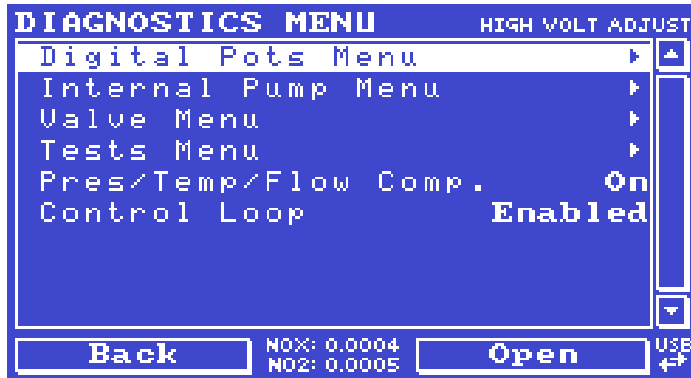 DIAGNOSTICS MENU HIGH VOLT ADJUST
Digital Pots Menu
Internal Pump Menu
Valve Menu
Tests Menu
Pres/Temp/Flow Comp. On
Control Loop Enabled
Back NOX: 0.0004 Open USB
NO2: 0.0005